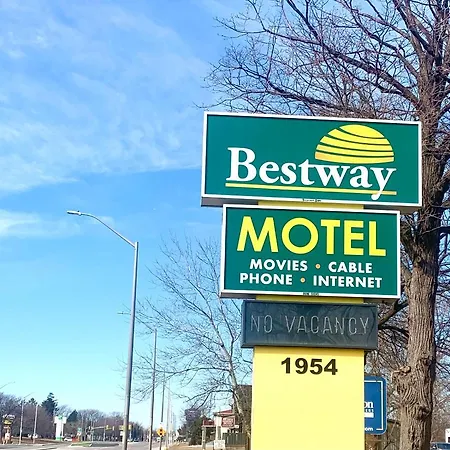 Bestway
MOTEL
MOVIES • CABLE
PHONE • INTERNET
NO VACANCY
1954